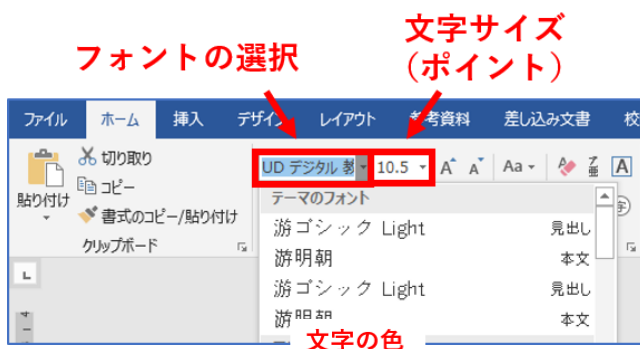 フォントの選択
文字サイズ
(ポイント)
ファイル ホーム 挿入 デザイン レイアウト 参考資料 差し込み文書 校
切り取り
コピー
書式のコピー/貼り付け
貼り付け
クリップボード
UD デジタル 教 10.5 A A Aa 亜 A
字
テーマのフォント
游ゴシック Light 見出し
游明朝 本文
游ゴシック Light 見出し
游明朝 本文
文字の色